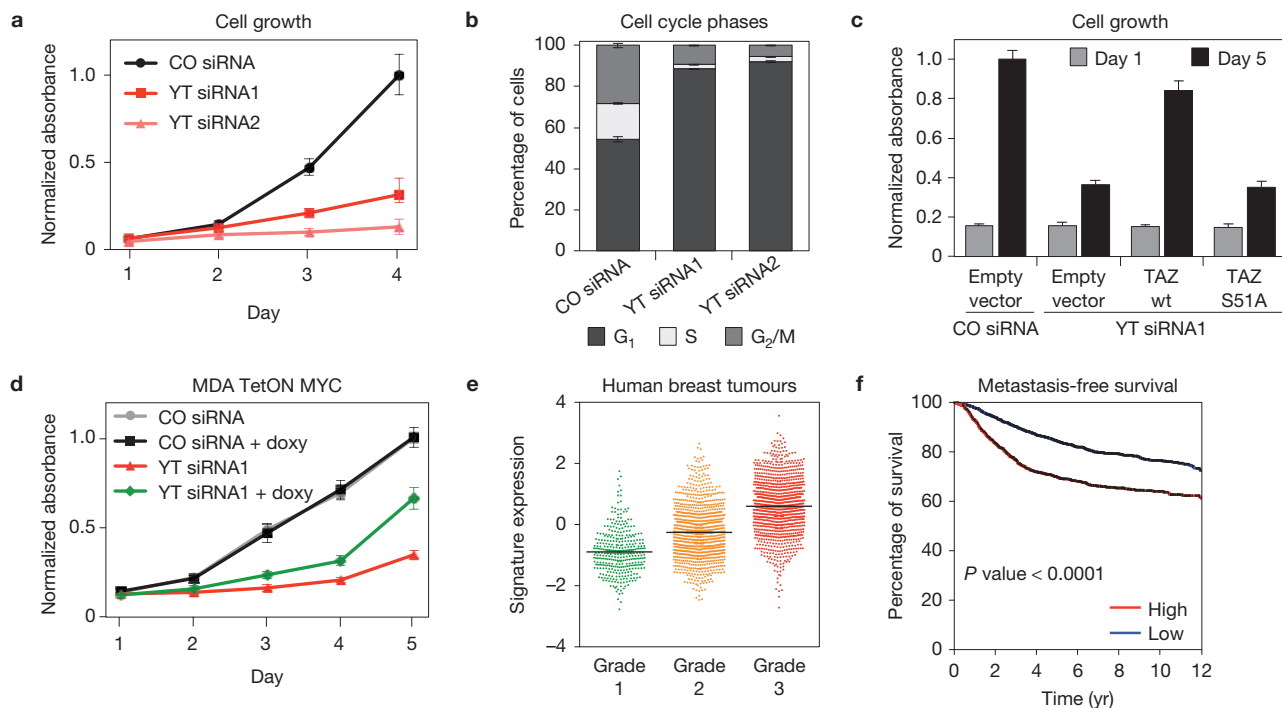 a
Cell growth
Normalized absorbance
1.0
0.5
0
CO siRNA
YT siRNA1
YT siRNA2
1 2 3 4
Day
b
Cell cycle phases
Percentage of cells
100
80
60
40
20
0
CO siRNA
YT siRNA1
YT siRNA2
G1 S G2/M
c
Cell growth
Normalized absorbance
1.0
0.8
0.6
0.4
0.2
0
Day 1 Day 5
Empty Empty TAZ TAZ
vector vector wt S51A
CO siRNA YT siRNA1
d
MDA TetON MYC
Normalized absorbance
1.0
0.5
0
CO siRNA
CO siRNA + doxy
YT siRNA1
YT siRNA1 + doxy
1 2 3 4 5
Day
e
Human breast tumours
Signature expression
4
2
0
−2
−4
Grade Grade Grade
1 2 3
f
Metastasis-free survival
Percentage of survival
100
80
60
40
20
0
P value < 0.0001
High
Low
0 2 4 6 8 10 12
Time (yr)